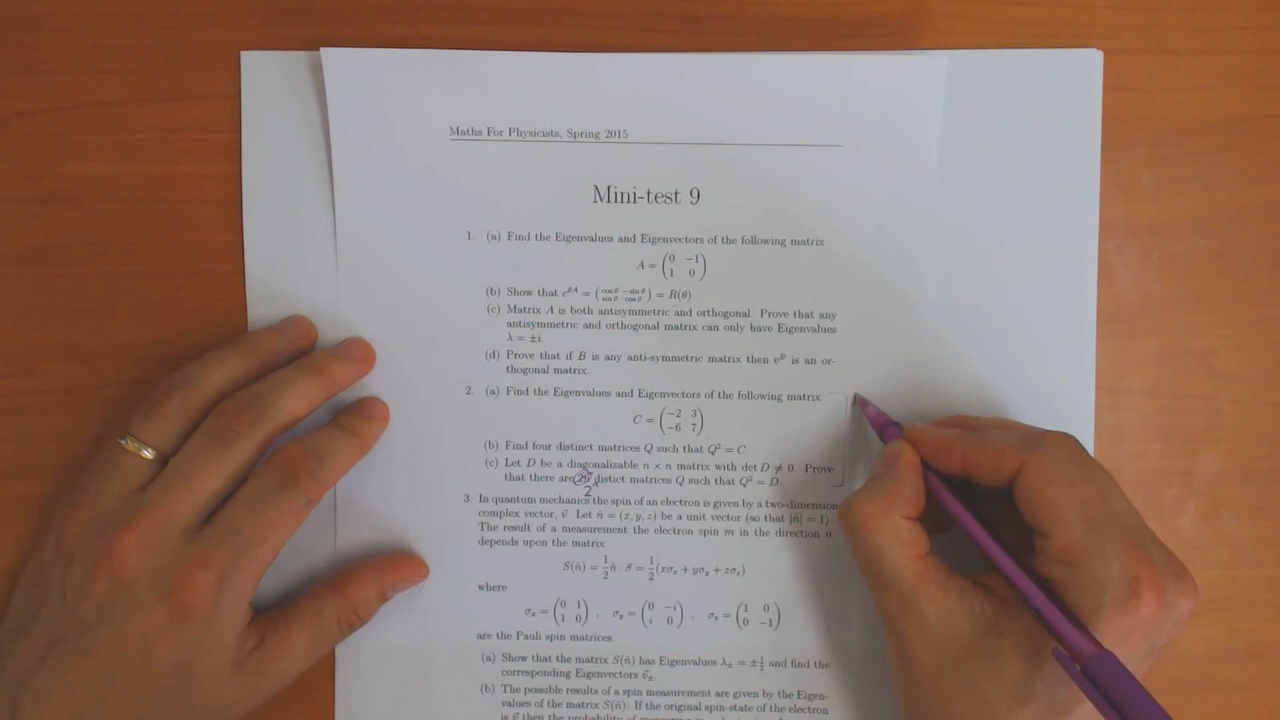 Maths For Physicists, Spring 2015
Mini-test 9
1. (a) Find the Eigenvalues and Eigenvectors of the following matrix
A = ( 0 −1
1 0 )
(b) Show that e^{θA} = ( cos θ − sin θ
sin θ cos θ ) = R(θ)
(c) Matrix A is both antisymmetric and orthogonal. Prove that any
antisymmetric and orthogonal matrix can only have Eigenvalues
λ = ±i.
(d) Prove that if B is any anti-symmetric matrix then e^B is an or-
thogonal matrix.
2. (a) Find the Eigenvalues and Eigenvectors of the following matrix
C = ( −2 3
−6 7 )
(b) Find four distinct matrices Q such that Q² = C
(c) Let D be a diagonalizable n × n matrix with det D ≠ 0. Prove
that there are distict matrices Q such that Q² = D.
2
3. In quantum mechanics the spin of an electron is given by a two-dimension
complex vector, v⃗. Let n̂ = (x, y, z) be a unit vector (so that |n̂| = 1)
The result of a measurement the electron spin m in the direction n̂
depends upon the matrix
S(n̂) = 1/2 n̂ · σ⃗ = 1/2 (xσₓ + yσᵧ + zσ_z)
where
σₓ = ( 0 1
1 0 ) , σᵧ = ( 0 −i
i 0 ) , σ_z = ( 1 0
0 −1 )
are the Pauli spin matrices.
(a) Show that the matrix S(n̂) has Eigenvalues λ± = ±1/2 and find the
corresponding Eigenvectors v⃗±
(b) The possible results of a spin measurement are given by the Eigen-
values of the matrix S(n̂). If the original spin-state of the electron
is v⃗ then the probability of